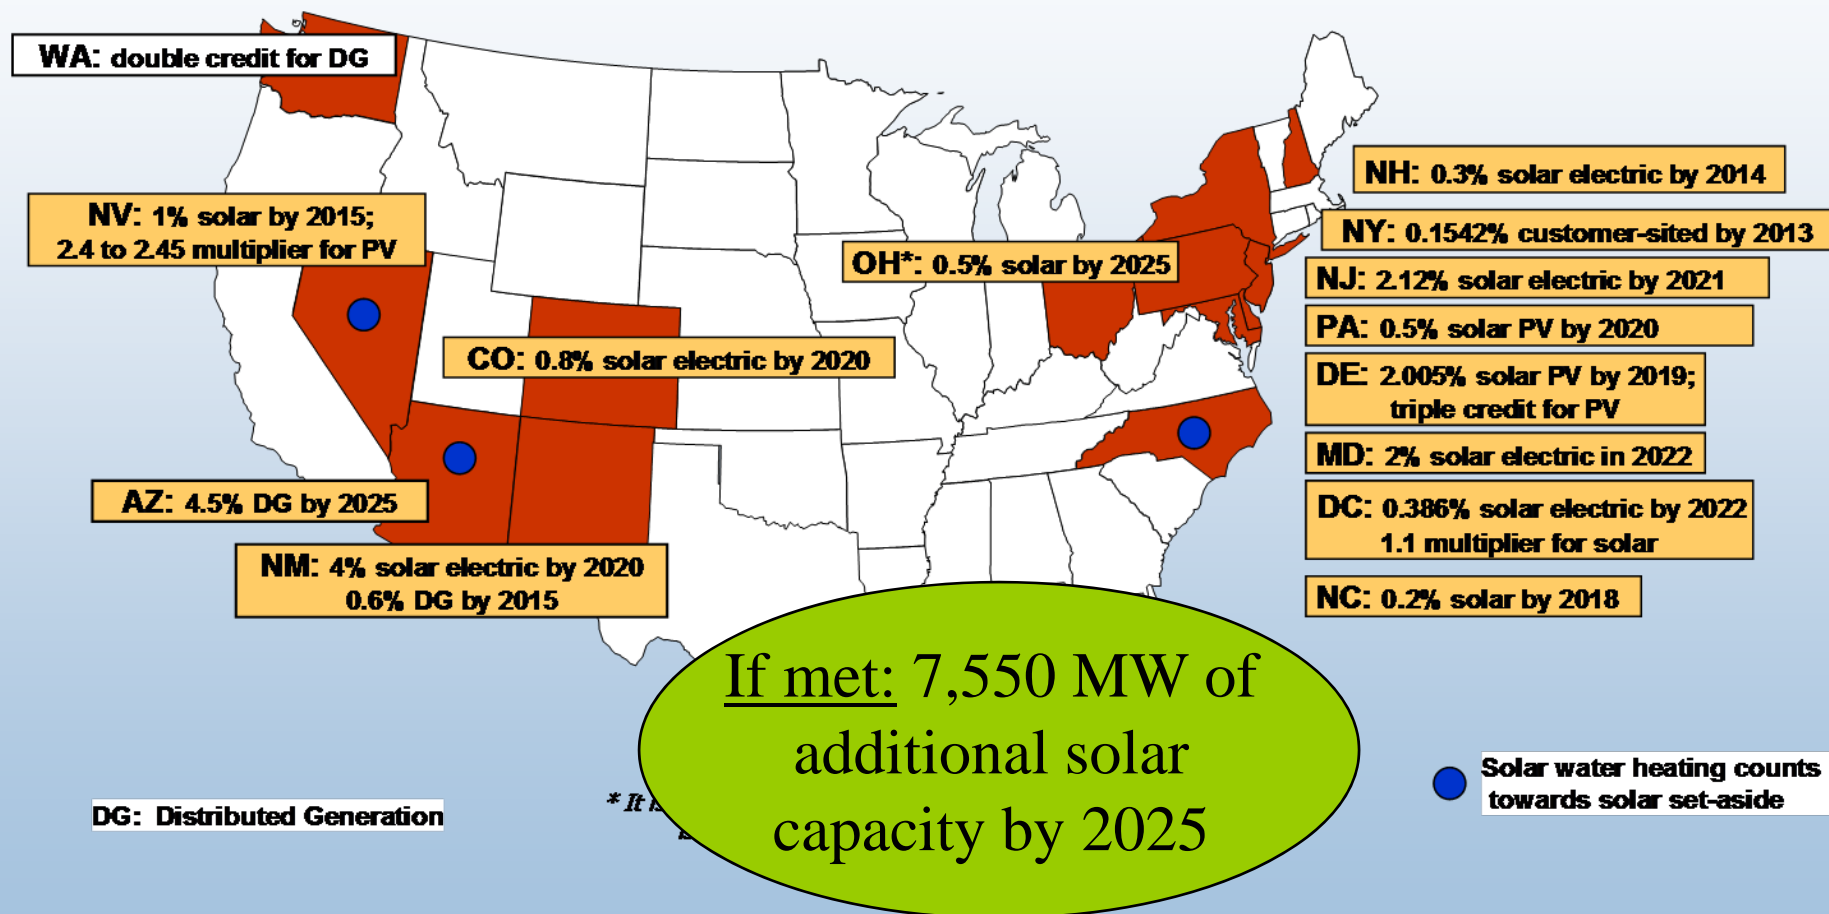 WA: double credit for DG
NV: 1% solar by 2015;
2.4 to 2.45 multiplier for PV
CO: 0.8% solar electric by 2020
AZ: 4.5% DG by 2025
NM: 4% solar electric by 2020
0.6% DG by 2015
OH*: 0.5% solar by 2025
NH: 0.3% solar electric by 2014
NY: 0.1542% customer-sited by 2013
NJ: 2.12% solar electric by 2021
PA: 0.5% solar PV by 2020
DE: 2.005% solar PV by 2019;
triple credit for PV
MD: 2% solar electric in 2022
DC: 0.386% solar electric by 2022
1.1 multiplier for solar
NC: 0.2% solar by 2018
If met: 7,550 MW of
additional solar
capacity by 2025
DG: Distributed Generation
* It
Solar water heating counts
towards solar set-aside